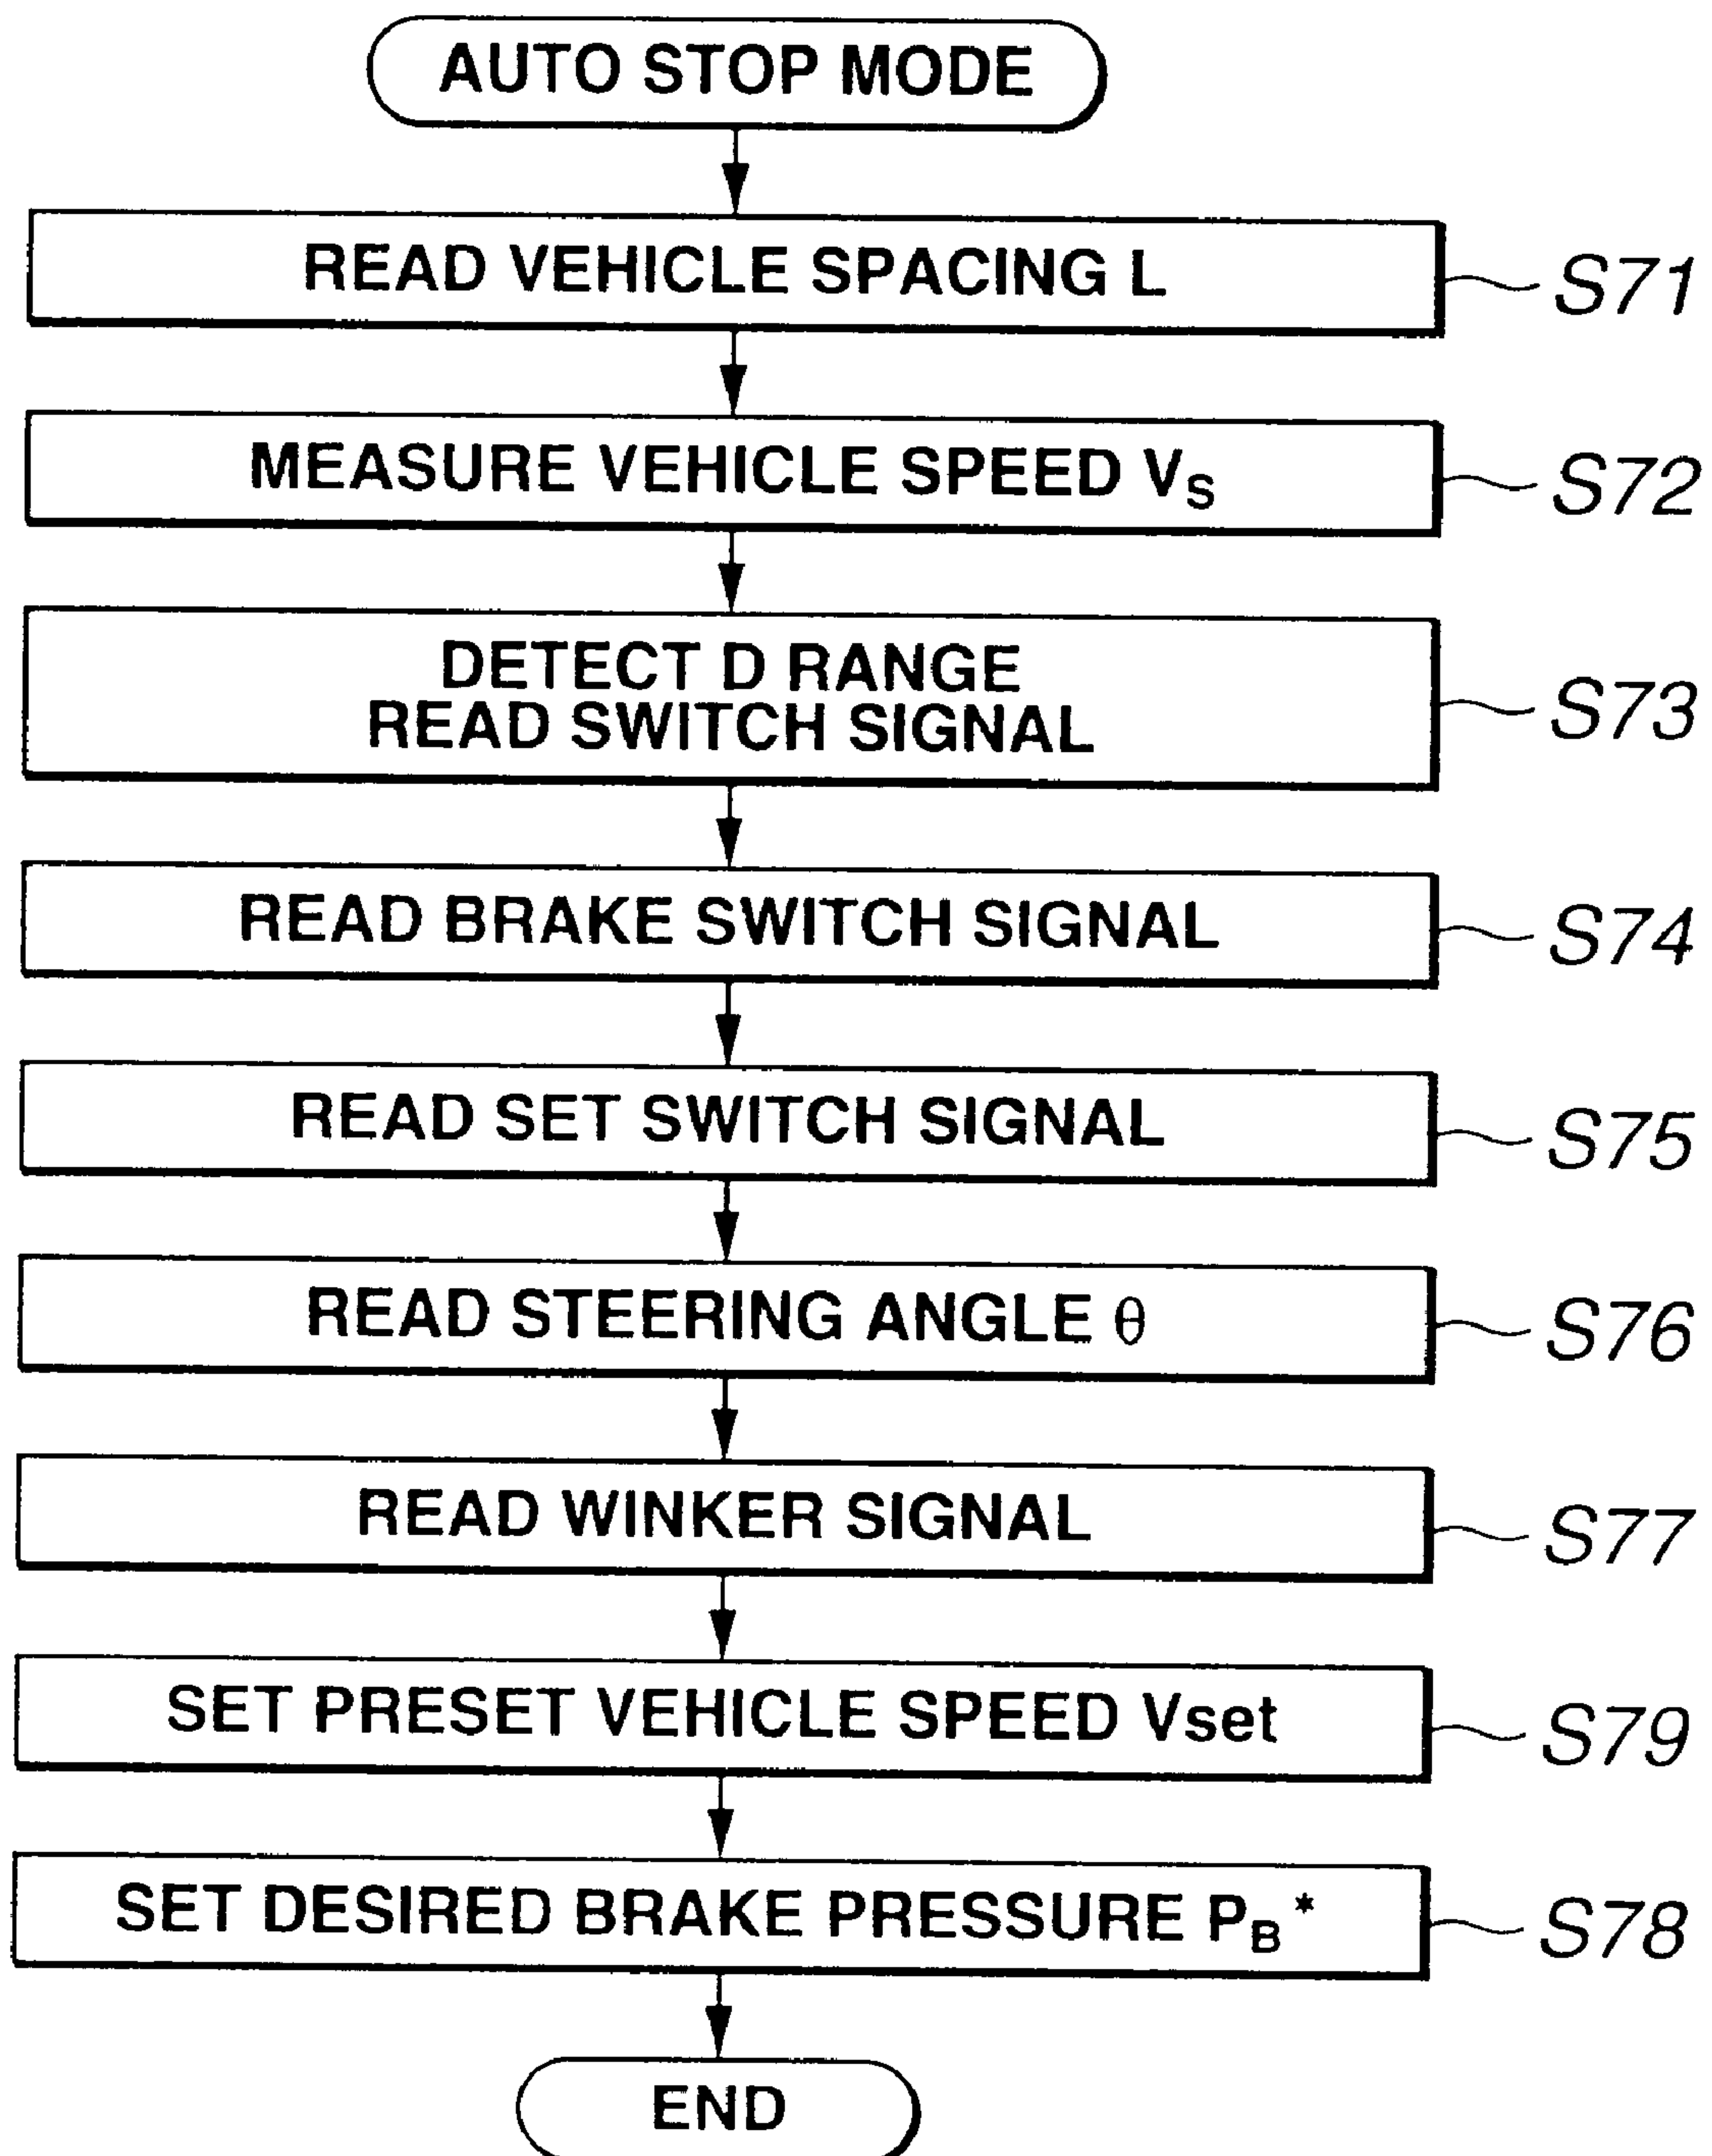 AUTO STOP MODE
READ VEHICLE SPACING L
S71
MEASURE VEHICLE SPEED V_S
S72
DETECT D RANGE
READ SWITCH SIGNAL
S73
READ BRAKE SWITCH SIGNAL
S74
READ SET SWITCH SIGNAL
S75
READ STEERING ANGLE θ
S76
READ WINKER SIGNAL
S77
SET PRESET VEHICLE SPEED Vset
S79
SET DESIRED BRAKE PRESSURE P_B*
S78
END